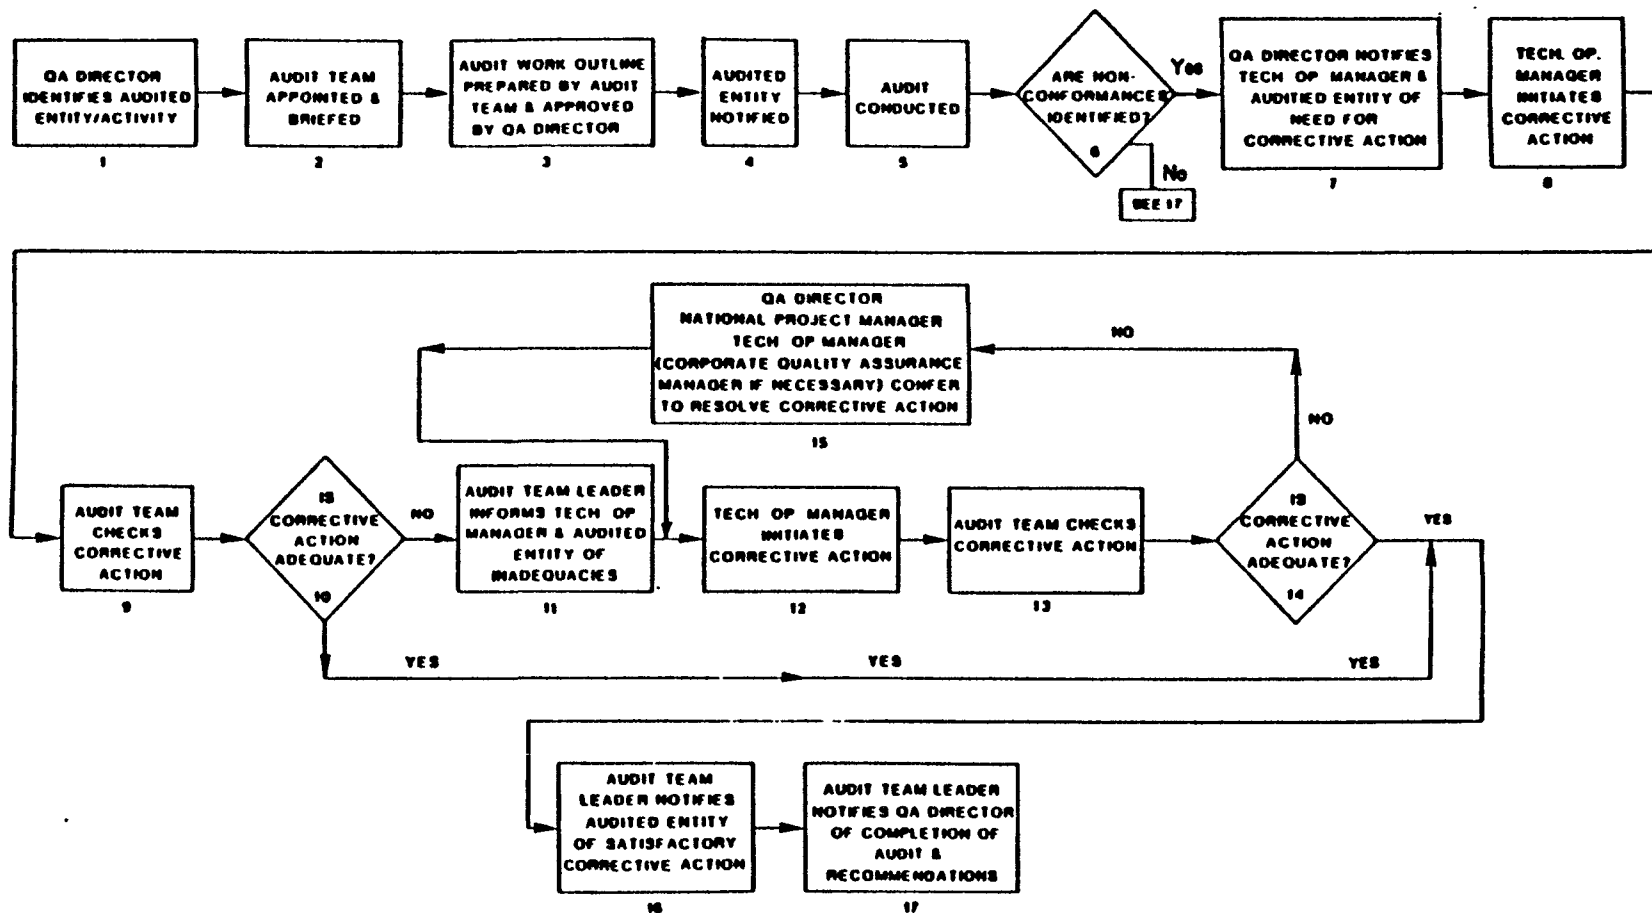 QA DIRECTOR
IDENTIFIES AUDITED
ENTITY/ACTIVITY
1
AUDIT TEAM
APPOINTED &
BRIEFED
2
AUDIT WORK OUTLINE
PREPARED BY AUDIT
TEAM & APPROVED
BY QA DIRECTOR
3
AUDITED
ENTITY
NOTIFIED
4
AUDIT
CONDUCTED
5
ARE NON-
CONFORMANCES
IDENTIFIED?
6
Yes
No
SEE 17
QA DIRECTOR NOTIFIES
TECH OP MANAGER &
AUDITIED ENTITY OF
NEED FOR
CORRECTIVE ACTION
7
TECH. OP.
MANAGER
INITIATES
CORRECTIVE
ACTION
8
QA DIRECTOR
NATIONAL PROJECT MANAGER
TECH OP MANAGER
(CORPORATE QUALITY ASSURANCE
MANAGER IF NECESSARY) CONFER
TO RESOLVE CORRECTIVE ACTION
15
NO
NO
AUDIT TEAM
CHECKS
CORRECTIVE
ACTION
9
IS
CORRECTIVE
ACTION
ADEQUATE?
10
NO
AUDIT TEAM LEADER
INFORMS TECH OP
MANAGER & AUDITED
ENTITY OF
INADEQUACIES
11
TECH OP MANAGER
INITIATES
CORRECTIVE ACTION
12
AUDIT TEAM CHECKS
CORRECTIVE ACTION
13
IS
CORRECTIVE
ACTION
ADEQUATE?
14
YES
YES
YES
YES
AUDIT TEAM
LEADER NOTIFIES
AUDITED ENTITY
OF SATISFACTORY
CORRECTIVE ACTION
16
AUDIT TEAM LEADER
NOTIFIES QA DIRECTOR
OF COMPLETION OF
AUDIT &
RECOMMENDATIONS
17